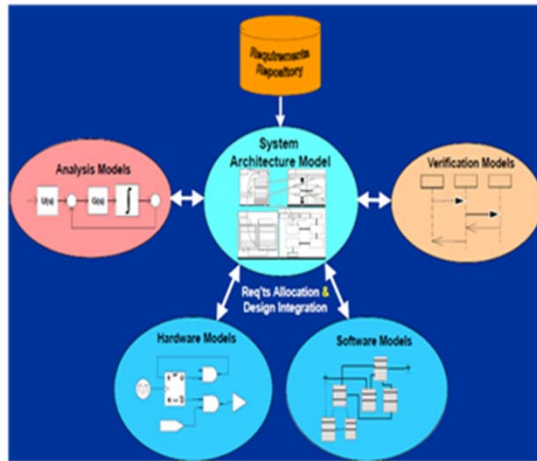 Requirements
Repository
System
Architecture Model
Analysis Models
U(s)
G(s)
∫
Verification Models
Req'ts Allocation &
Design Integration
Hardware Models
Software Models